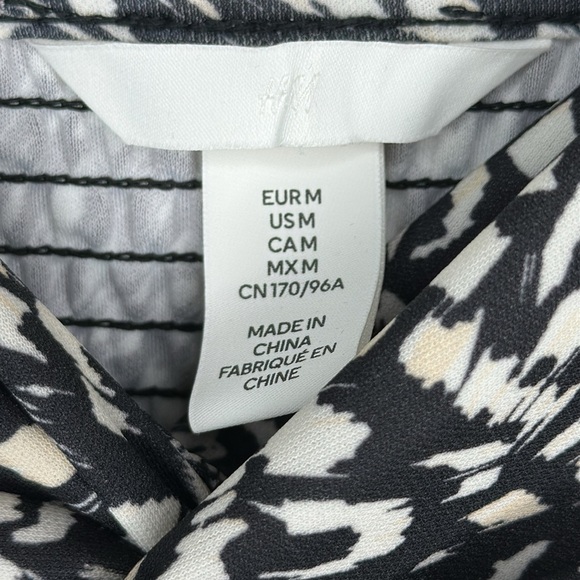 H&M
EUR M
US M
CA M
MX M
CN 170/96A
MADE IN
CHINA
FABRIQUÉ EN
CHINE